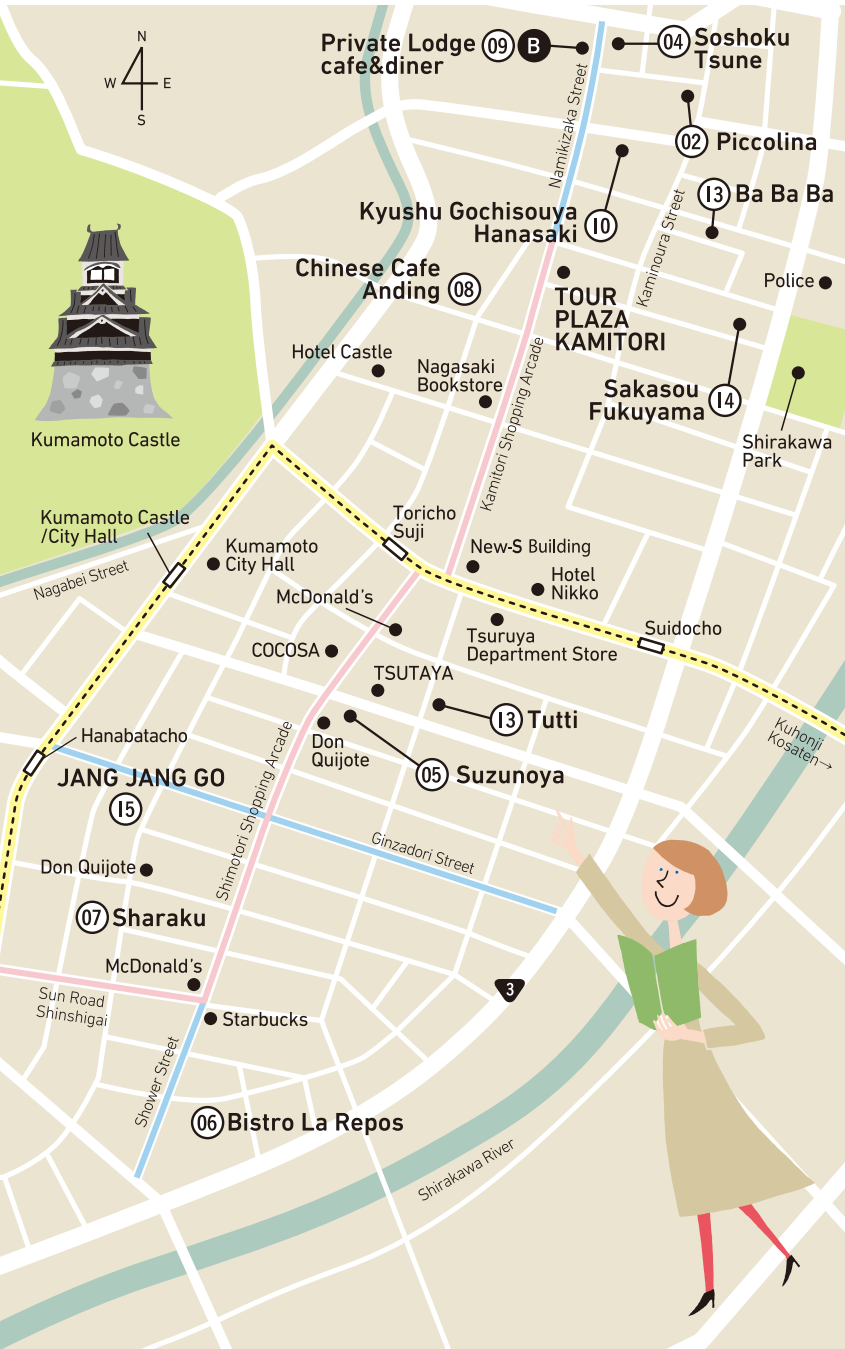 N
W
E
S
Private Lodge
cafe&diner
09
B
04
Soshoku
Tsune
Namikizaka Street
02
Piccolina
13
Ba Ba Ba
Kyushu Gochisouya
Hanasaki
10
Kaminoura Street
Chinese Cafe
Anding
08
TOUR
PLAZA
KAMITORI
Police
Hotel Castle
Nagasaki
Bookstore
Kamitori Shopping Arcade
Sakasou
Fukuyama
14
Shirakawa
Park
Kumamoto Castle
Kumamoto Castle
/City Hall
Nagabei Street
Kumamoto
City Hall
Toricho
Suji
New-S Building
Hotel
Nikko
McDonald's
COCOSA
Tsuruya
Department Store
Suidocho
TSUTAYA
13
Tutti
Don
Quijote
05
Suzunoya
Kuhonji
Kosaten→
Hanabatacho
JANG JANG GO
15
Shimotori Shopping Arcade
Ginzadori Street
Don Quijote
07
Sharaku
McDonald's
Sun Road
Shinshigai
3
Starbucks
Shower Street
06
Bistro La Repos
Shirakawa River